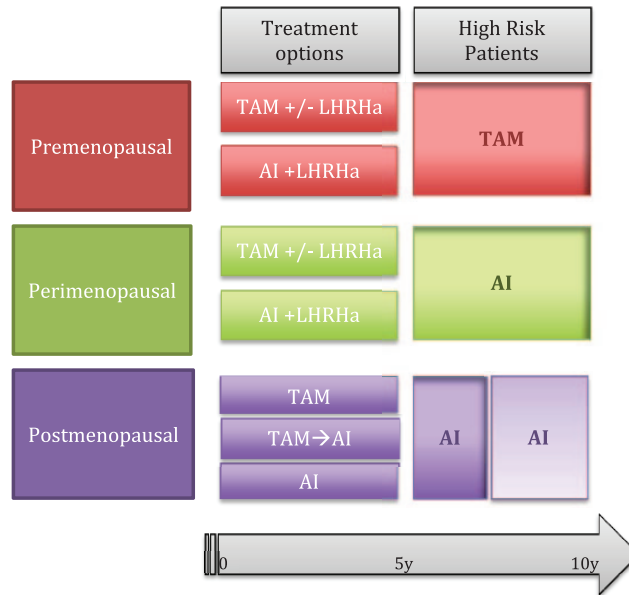 Treatment
options
High Risk
Patients
Premenopausal
TAM +/- LHRHa
AI +LHRHa
TAM
Perimenopausal
TAM +/- LHRHa
AI +LHRHa
AI
Postmenopausal
TAM
TAM→AI
AI
AI
AI
0 5y 10y